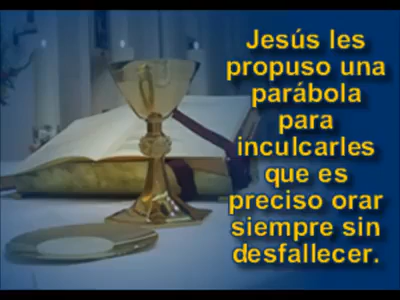 Jesús les
propuso una
parábola
para
inculcarles
que es
preciso orar
siempre sin
desfallecer.